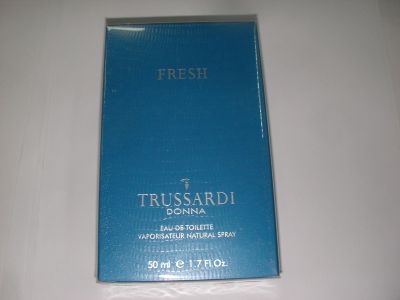 FRESH
TRUSSARDI
DONNA
EAU DE TOILETTE
VAPORISATEUR NATURAL SPRAY
50 ml e 1.7 Fl.Oz.